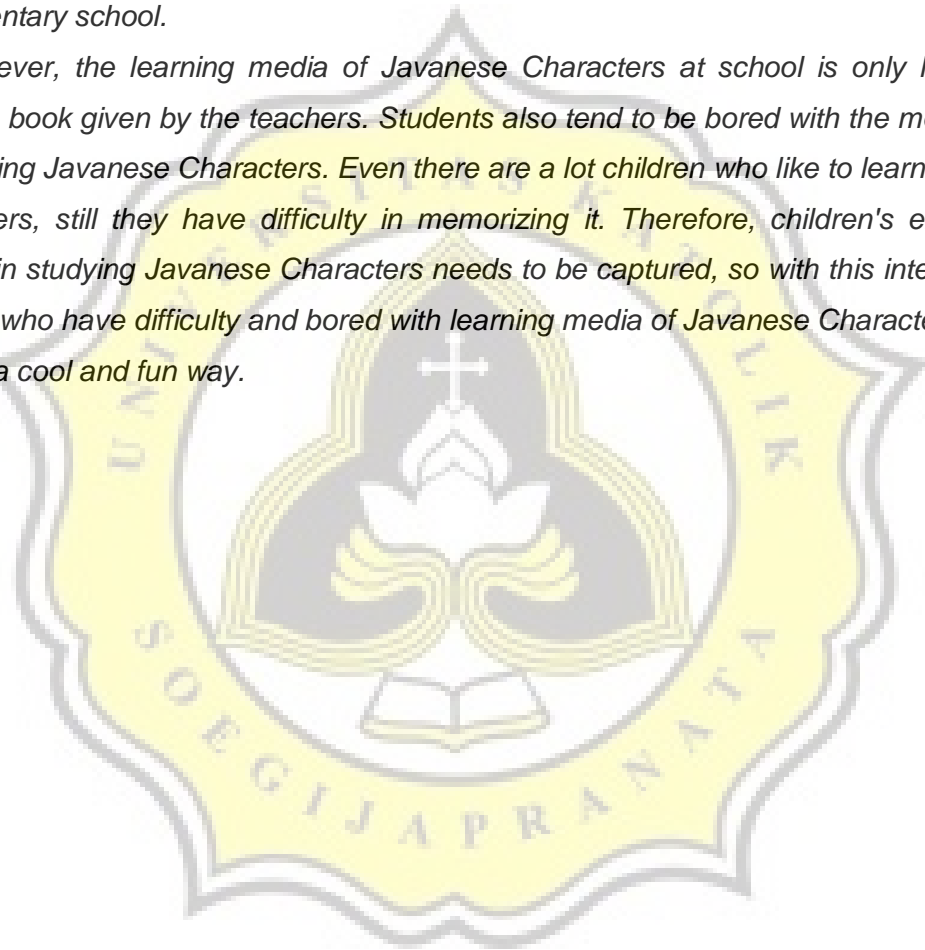 entary school.
ever, the learning media of Javanese Characters at school is only
book given by the teachers. Students also tend to be bored with the
ing Javanese Characters. Even there are a lot children who like to learn
ers, still they have difficulty in memorizing it. Therefore, children's
in studying Javanese Characters needs to be captured, so with this
who have difficulty and bored with learning media of Javanese
a cool and fun way.
UNIVERSITAS KATOLIK
SOEGIJAPRANATA